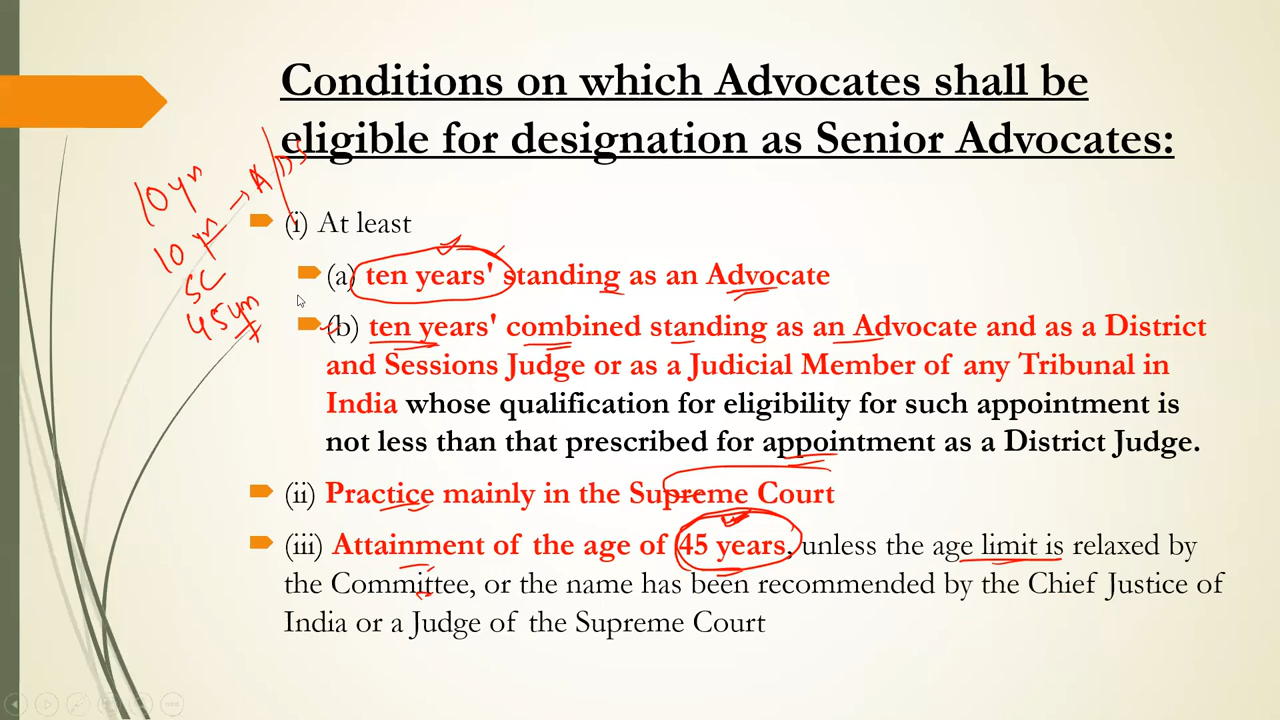 Conditions on which Advocates shall be
eligible for designation as Senior Advocates:
10 yrs
10 yrs → A/DS
SC
45 yrs
(i) At least
(a) ten years' standing as an Advocate
(b) ten years' combined standing as an Advocate and as a District
and Sessions Judge or as a Judicial Member of any Tribunal in
India whose qualification for eligibility for such appointment is
not less than that prescribed for appointment as a District Judge.
(ii) Practice mainly in the Supreme Court
(iii) Attainment of the age of 45 years, unless the age limit is relaxed by
the Committee, or the name has been recommended by the Chief Justice of
India or a Judge of the Supreme Court